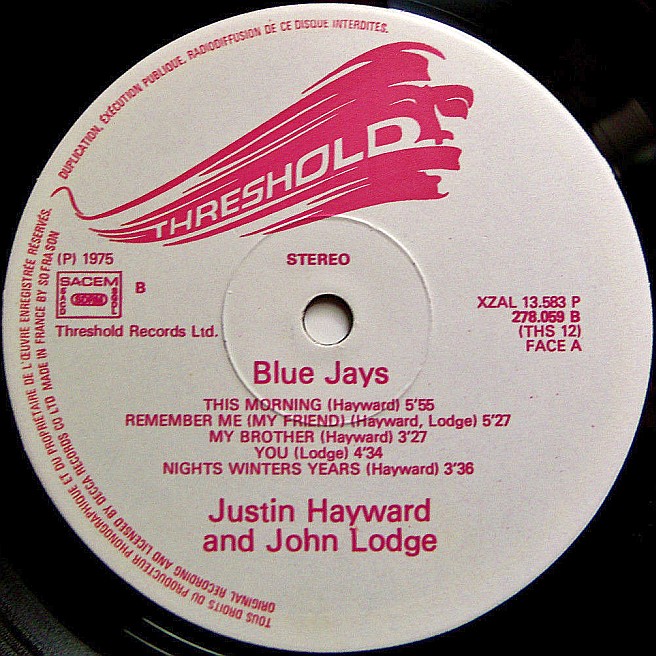 DUPLICATION, EXÉCUTION PUBLIQUE, RADIODIFFUSION DE CE DISQUE INTERDITES.
THRESHOLD
(P) 1975
STEREO
SACEM
SACD
SDRM
SGDL
B
Threshold Records Ltd.
XZAL 13.583 P
278.059 B
(THS 12)
FACE A
Blue Jays
THIS MORNING (Hayward) 5'55
REMEMBER ME (MY FRIEND) (Hayward, Lodge) 5'27
MY BROTHER (Hayward) 3'27
YOU (Lodge) 4'34
NIGHTS WINTERS YEARS (Hayward) 3'36
Justin Hayward
and John Lodge
TOUS DROITS DU PRODUCTEUR PHONOGRAPHIQUE ET DU PROPRIÉTAIRE DE L'ŒUVRE ENREGISTRÉE RÉSERVÉS.
ORIGINAL RECORDING AND LICENSED BY DECCA RECORDS CO LTD MADE IN FRANCE BY SOFRASON